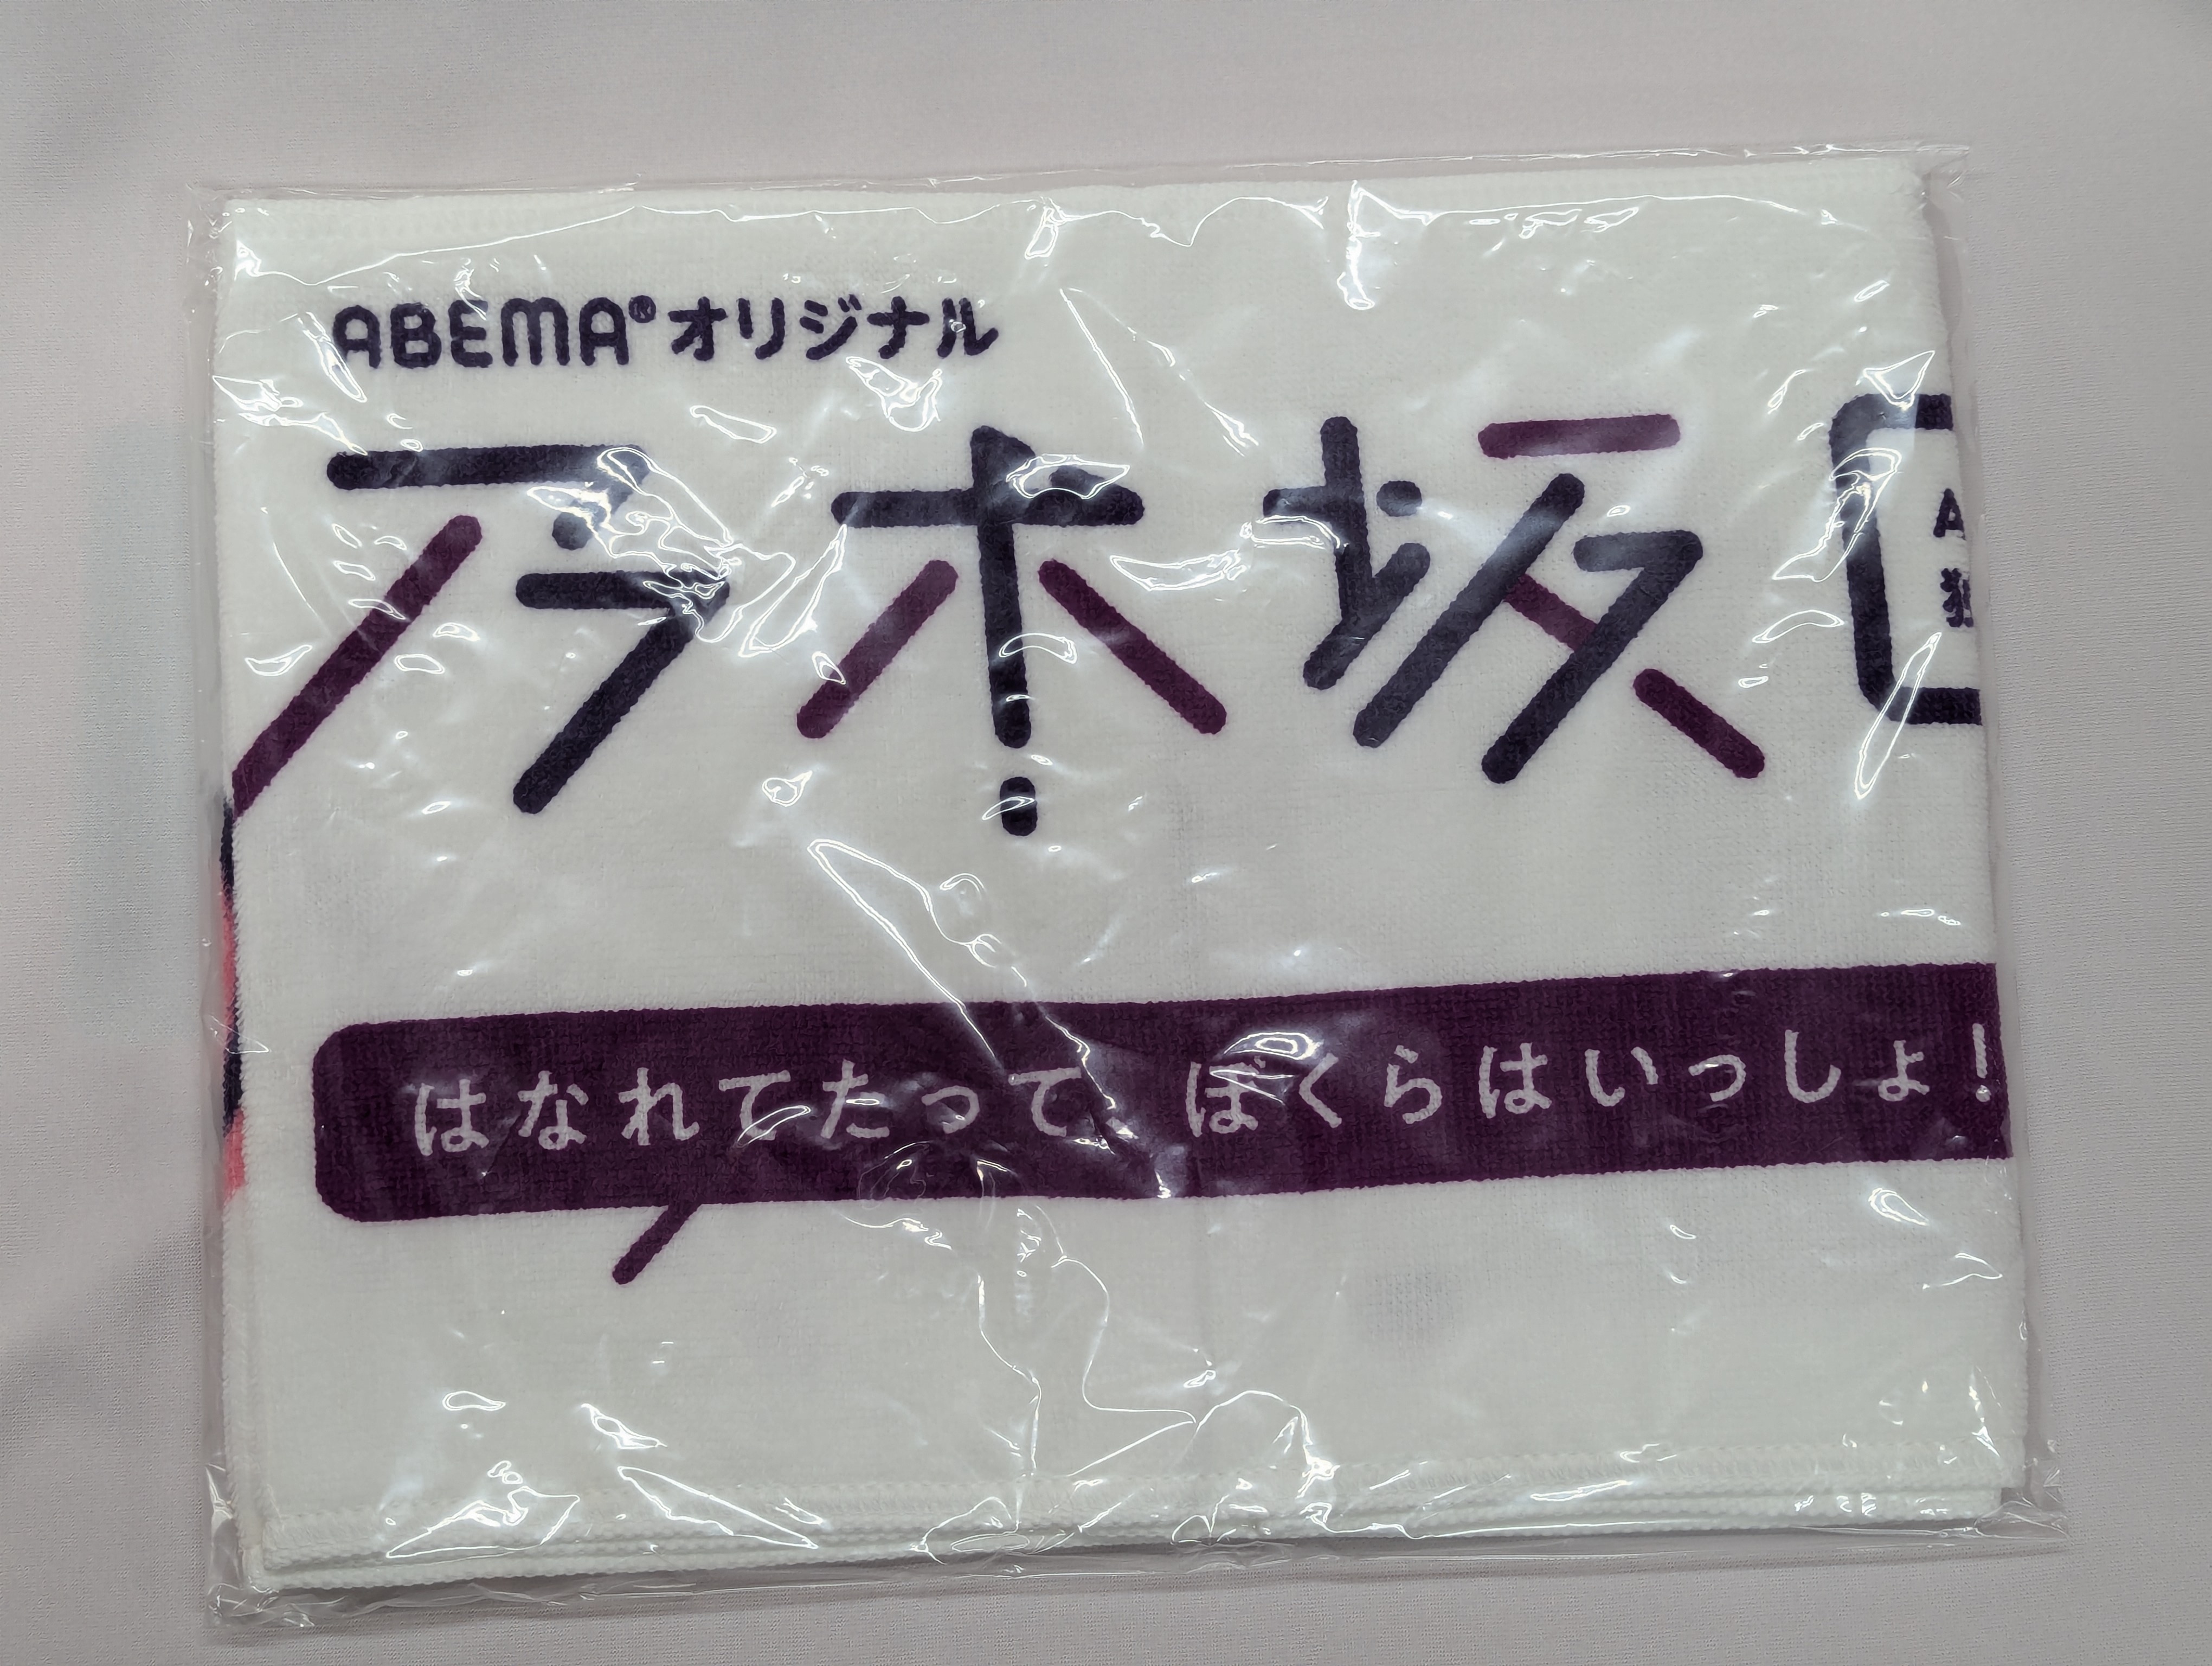 ABEMA®オリジナル
乃木坂
A
独
はなれてたって、ぼくらはいっしょ!